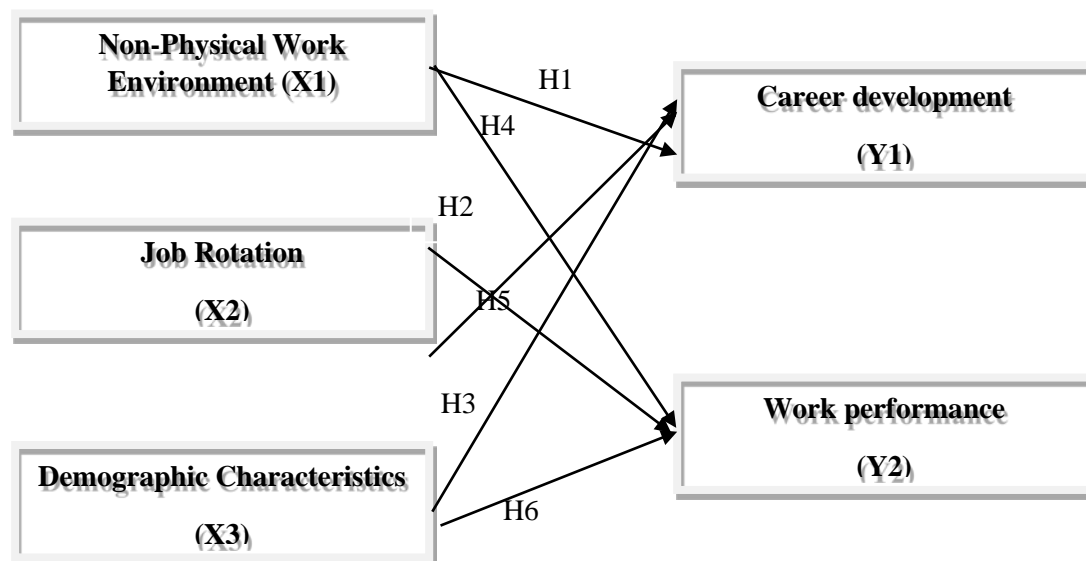 Non-Physical Work
Environment (X1)
H1
Career development
(Y1)
H4
H2
Job Rotation
(X2)
H5
H3
Work performance
(Y2)
Demographic Characteristics
(X3)
H6